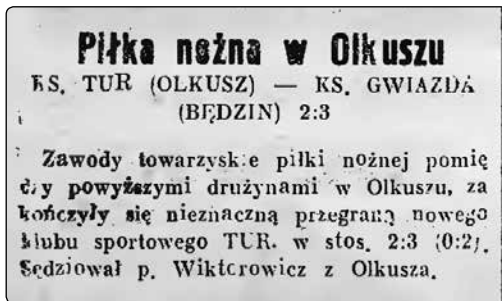 Piłka nożna w Olkuszu
KS. TUR (OLKUSZ) — KS. GWIAZDA
(BĘDZIN) 2:3
Zawody towarzyskie piłki nożnej pomię
dzy powyższymi drużynami w Olkuszu, za
kończyły się nieznaczną przegraną nowego
klubu sportowego TUR. w stos. 2:3 (0:2).
Sędziował p. Wikterowicz z Olkusza.